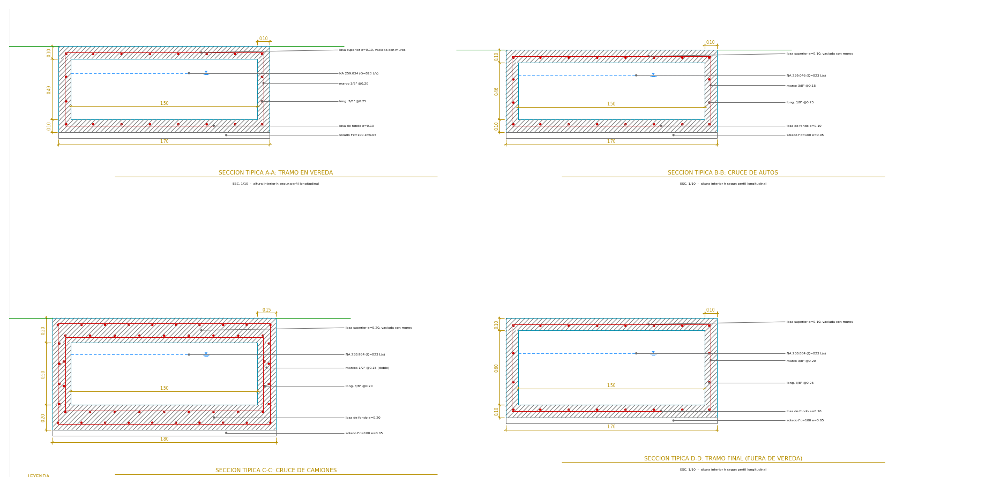 0.10
losa superior e=0.10, vaciada con muros
0.10
NA 259.034 (Q=823 L/s)
marco 3/8" @0.20
0.49
long. 3/8" @0.25
1.50
losa de fondo e=0.10
0.10
solado f'c=100 e=0.05
1.70
SECCION TIPICA A-A: TRAMO EN VEREDA
ESC. 1/10 - altura interior h segun perfil longitudinal
0.10
losa superior e=0.10, vaciada con muros
0.10
NA 259.046 (Q=823 L/s)
marco 3/8" @0.15
0.46
long. 3/8" @0.25
1.50
losa de fondo e=0.10
0.10
solado f'c=100 e=0.05
1.70
SECCION TIPICA B-B: CRUCE DE AUTOS
ESC. 1/10 - altura interior h segun perfil longitudinal
0.15
losa superior e=0.20, vaciada con muros
0.20
NA 258.954 (Q=823 L/s)
marcos 1/2" @0.15 (doble)
0.50
long. 3/8" @0.20
1.50
losa de fondo e=0.20
0.20
solado f'c=100 e=0.05
1.80
SECCION TIPICA C-C: CRUCE DE CAMIONES
LEYENDA
0.10
losa superior e=0.10, vaciada con muros
0.10
NA 258.834 (Q=823 L/s)
marco 3/8" @0.20
0.60
long. 3/8" @0.25
1.50
losa de fondo e=0.10
0.10
solado f'c=100 e=0.05
1.70
SECCION TIPICA D-D: TRAMO FINAL (FUERA DE VEREDA)
ESC. 1/10 - altura interior h segun perfil longitudinal